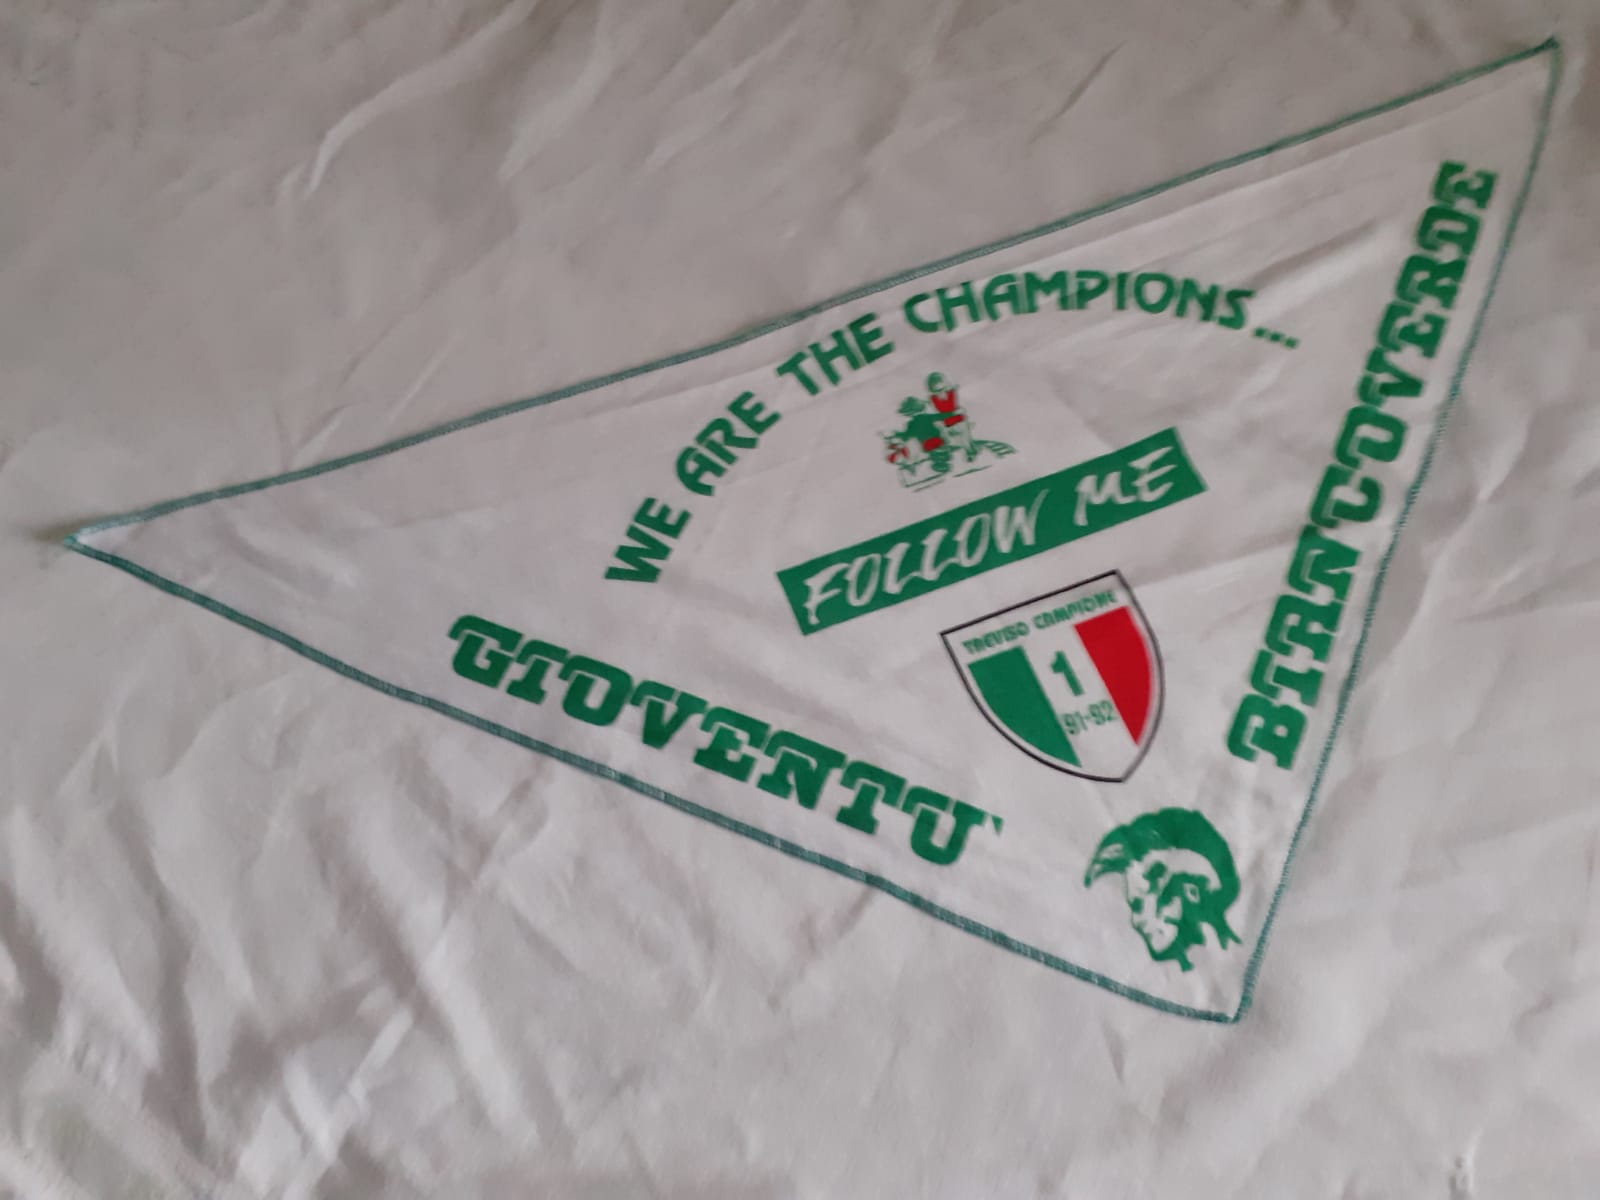 WE ARE THE CHAMPIONS...
FOLLOW ME
TREVISO CAMPIONE
1
91-92
GIOVENTU'
BIANCOVERDE